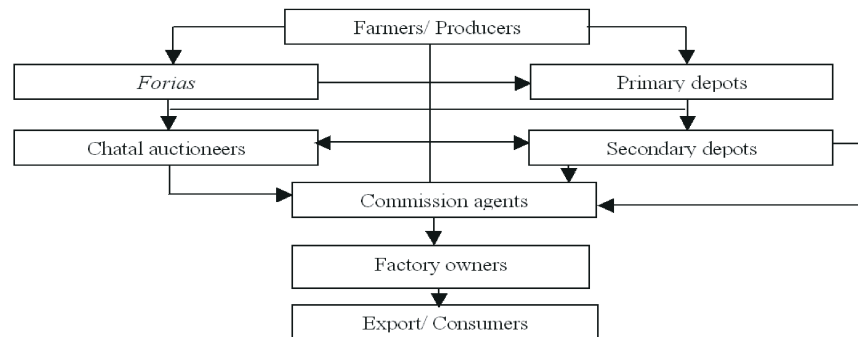 Farmers/ Producers
Forias
Primary depots
Chatal auctioneers
Secondary depots
Commission agents
Factory owners
Export/ Consumers